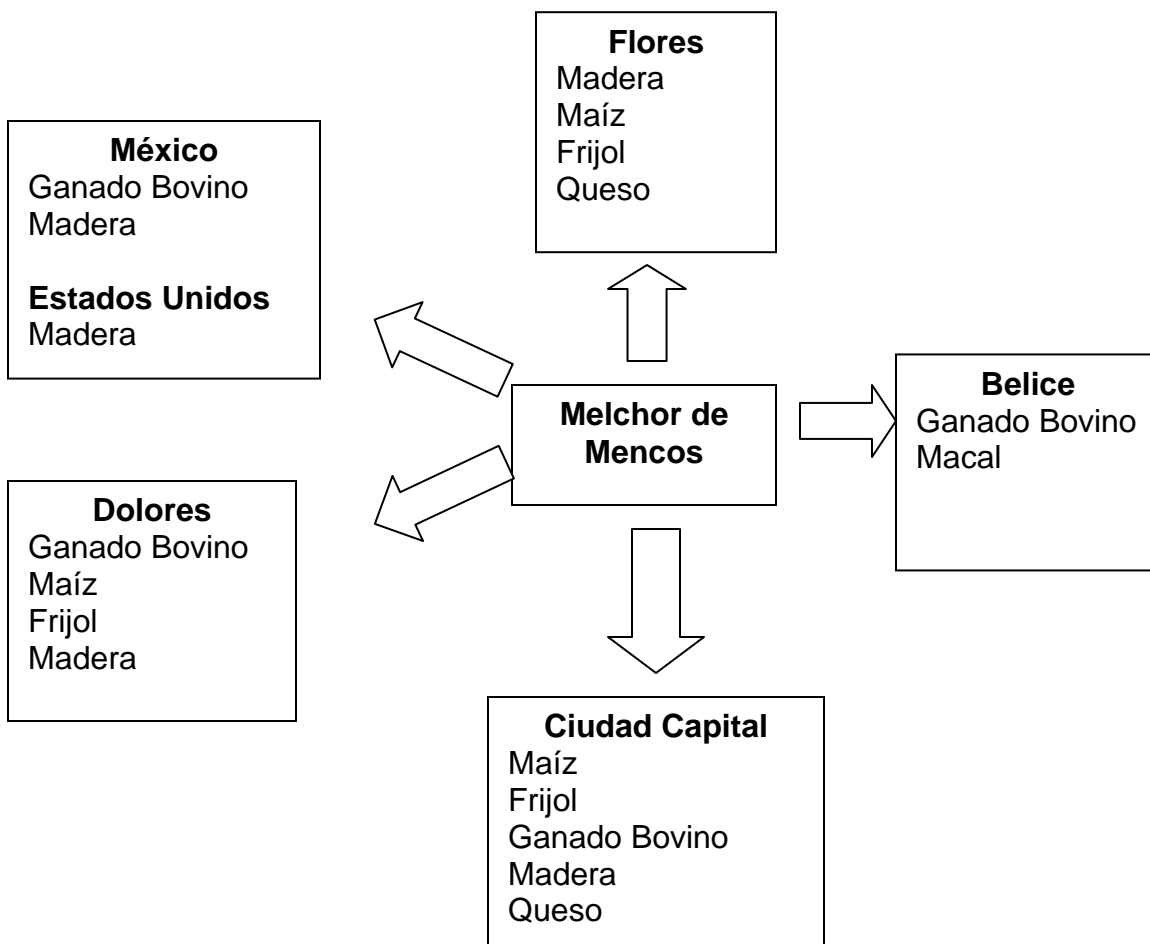 Flores
Madera
Maíz
Frijol
Queso
México
Ganado Bovino
Madera
Estados Unidos
Madera
Melchor de
Mencos
Belice
Ganado Bovino
Macal
Dolores
Ganado Bovino
Maíz
Frijol
Madera
Ciudad Capital
Maíz
Frijol
Ganado Bovino
Madera
Queso